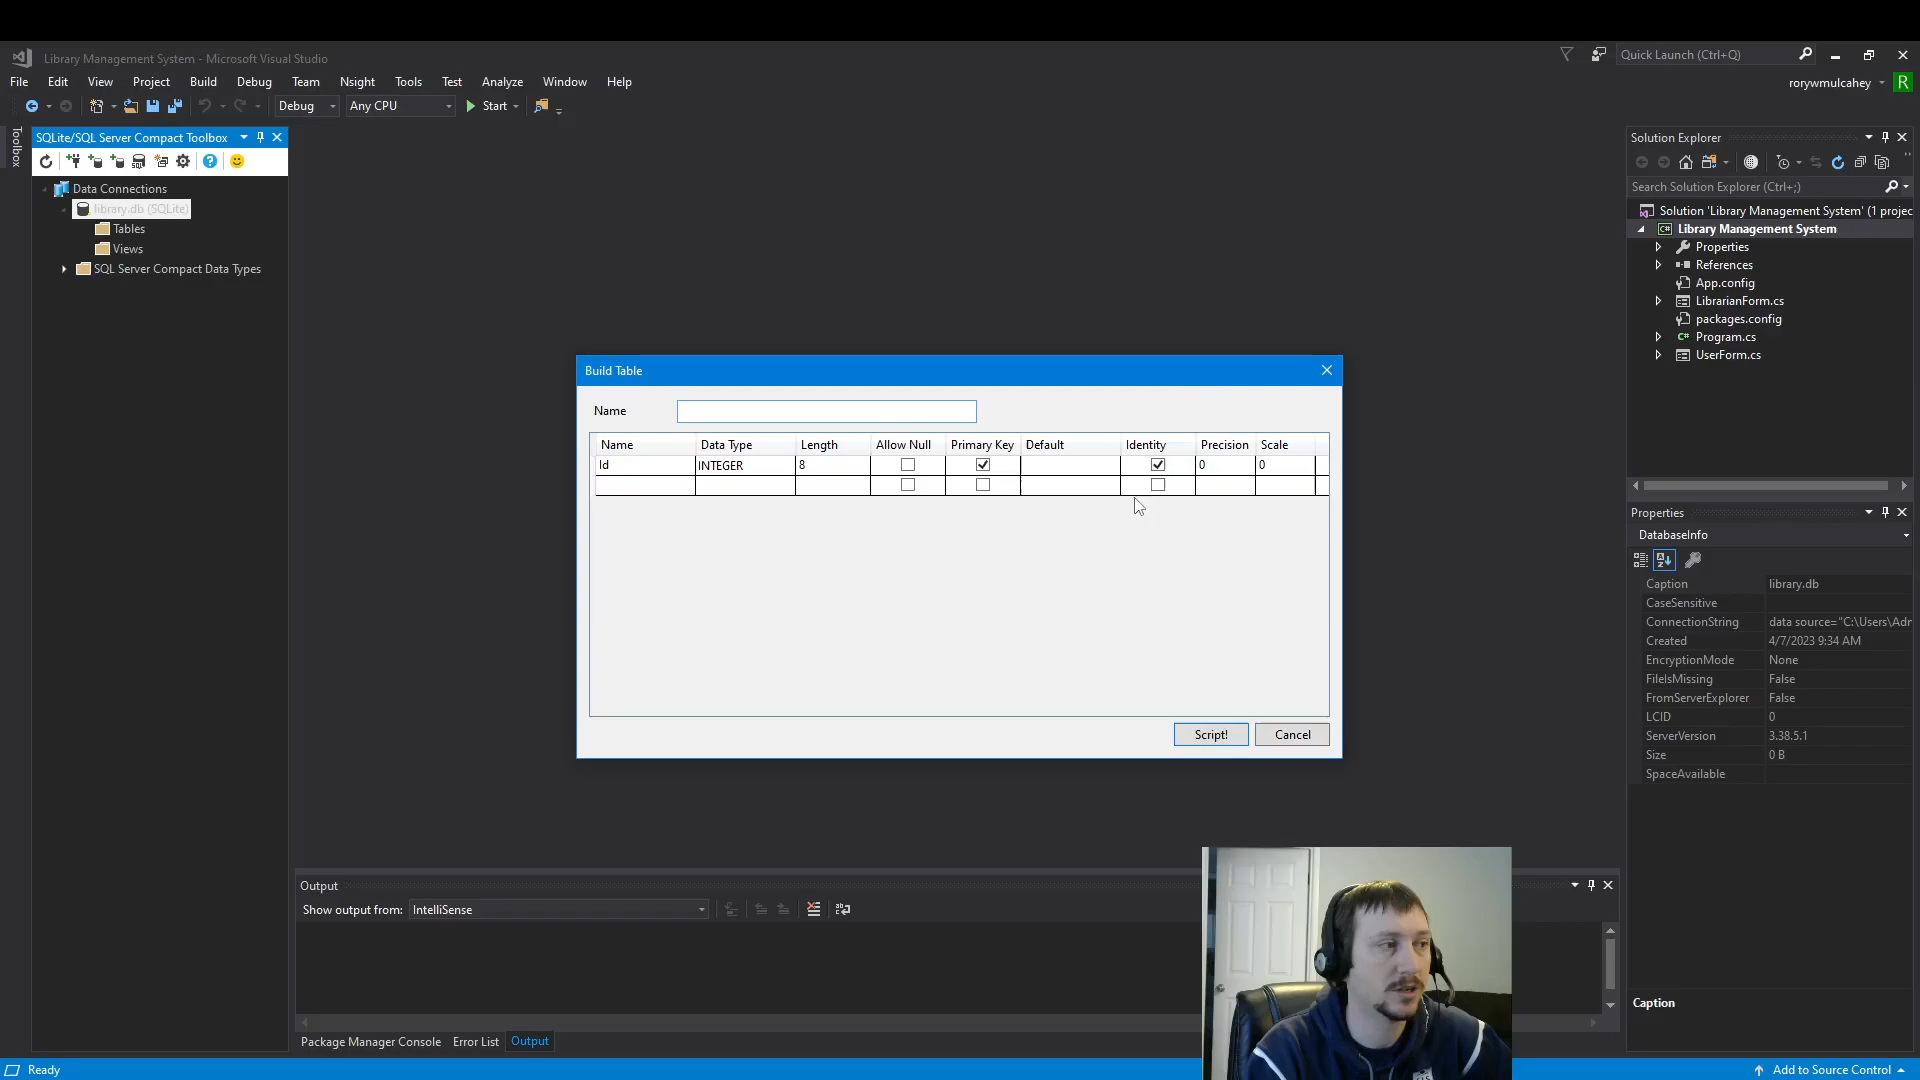 Library Management System - Microsoft Visual Studio
Quick Launch (Ctrl+Q)
File Edit View Project Build Debug Team Nsight Tools Test Analyze Window Help
rorywmulcahey
R
Debug
Any CPU
Start
Toolbox
SQLite/SQL Server Compact Toolbox
Data Connections
library.db (SQLite)
Tables
Views
SQL Server Compact Data Types
Build Table
Name
Name Data Type Length Allow Null Primary Key Default Identity Precision Scale
Id INTEGER 8 0 0
Script!
Cancel
Solution Explorer
Search Solution Explorer (Ctrl+;)
Solution 'Library Management System' (1 projec
Library Management System
Properties
References
App.config
LibrarianForm.cs
packages.config
Program.cs
UserForm.cs
Properties
DatabaseInfo
Caption library.db
CaseSensitive
ConnectionString data source="C:\Users\Adr
Created 4/7/2023 9:34 AM
EncryptionMode None
FileIsMissing False
FromServerExplorer False
LCID 0
ServerVersion 3.38.5.1
Size 0 B
SpaceAvailable
Caption
Output
Show output from: IntelliSense
Package Manager Console Error List Output
Ready
Add to Source Control